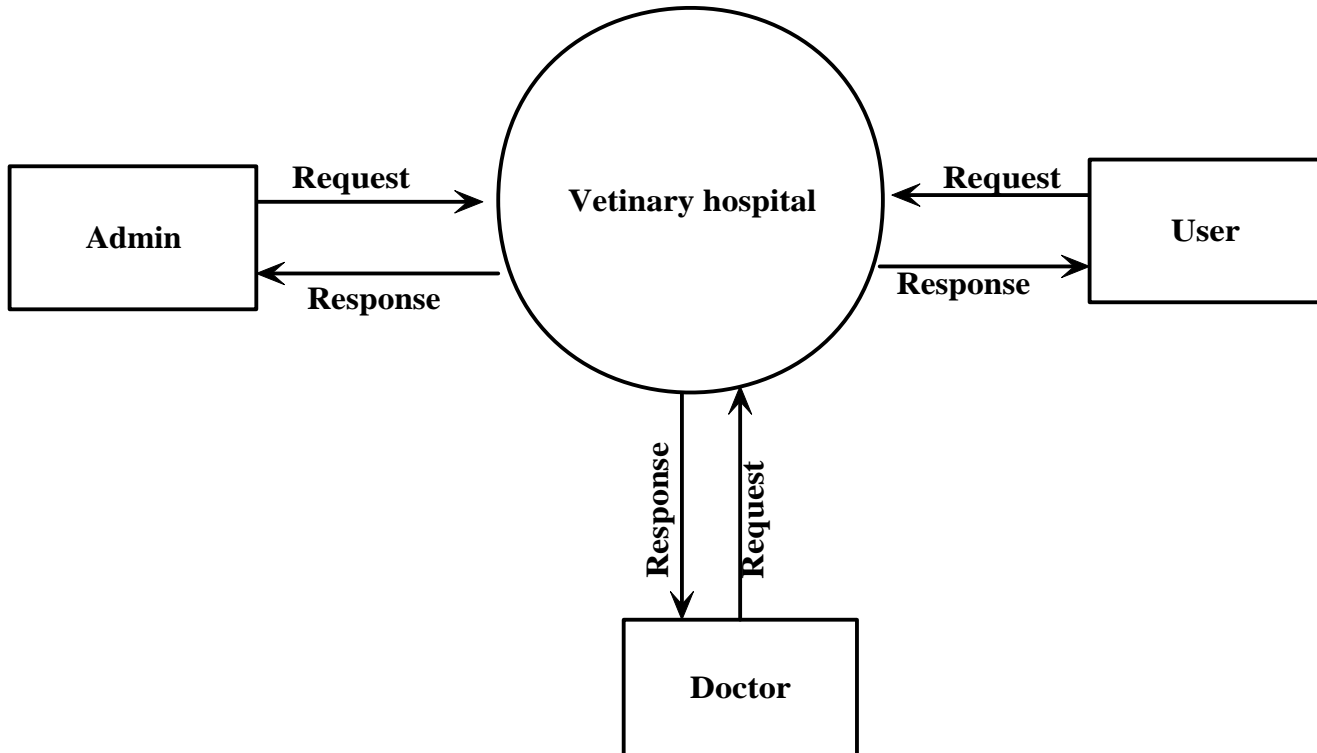 Request
Admin
Response
Vetinary hospital
Request
User
Response
Response
Request
Doctor